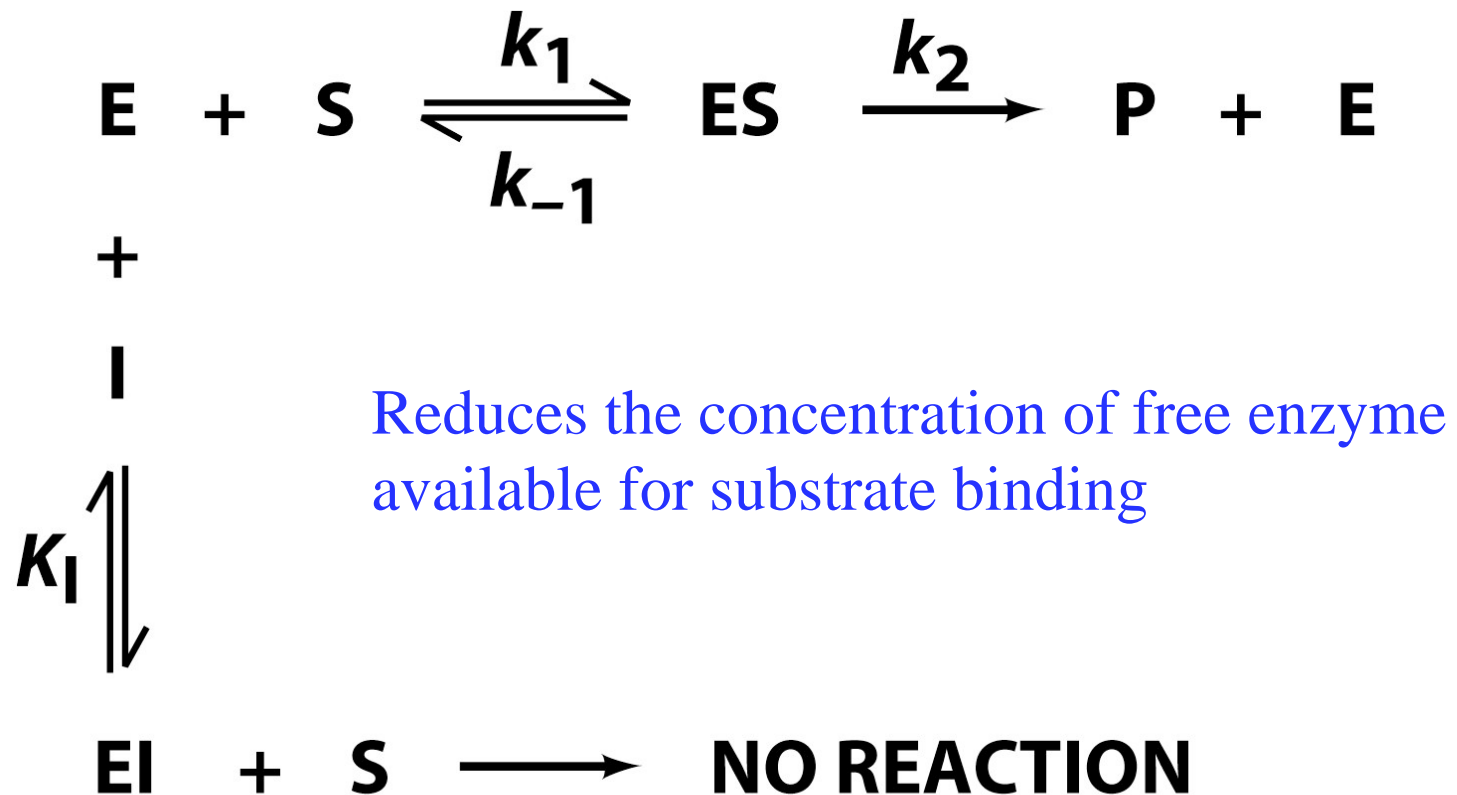 k1 k2
E + S ⇌ ES ⟶ P + E
k−1
+
I
Reduces the concentration of free enzyme
available for substrate binding
KI
EI + S ⟶ NO REACTION